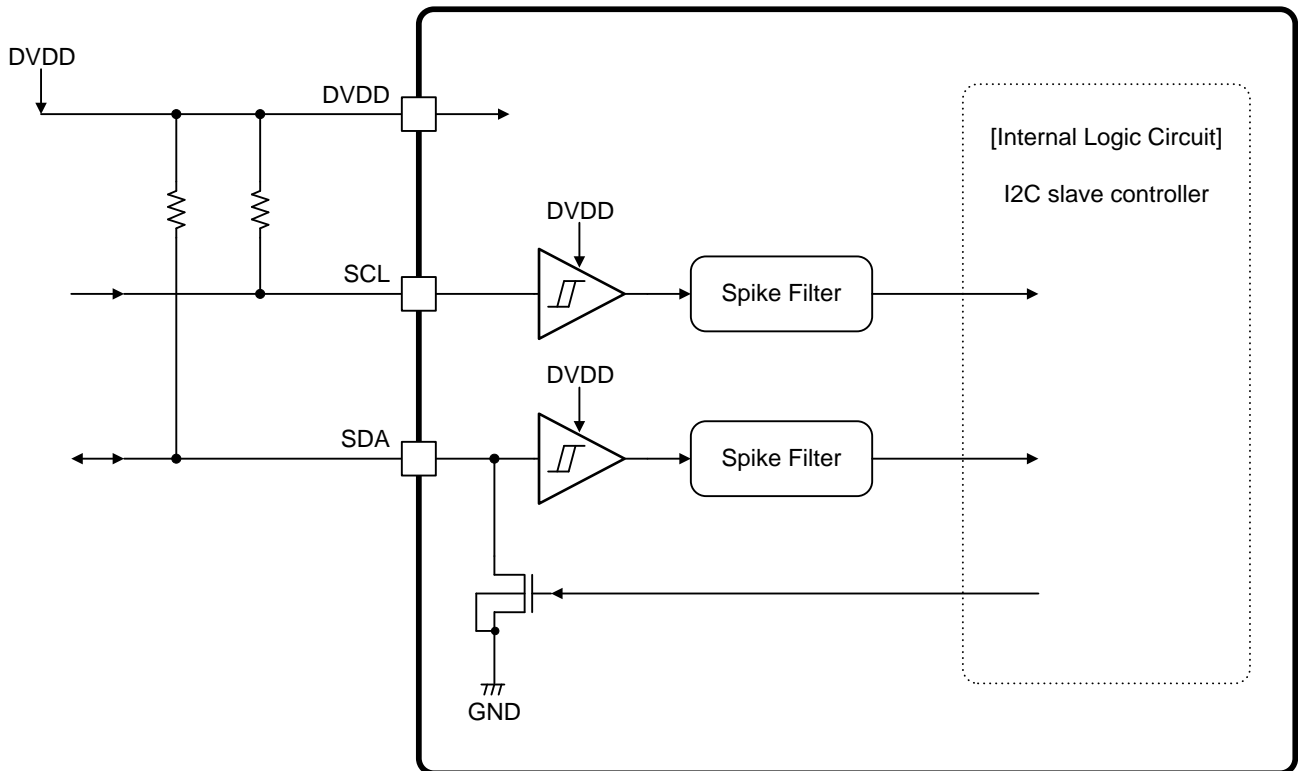 DVDD
DVDD
[Internal Logic Circuit]
I2C slave controller
DVDD
SCL
Spike Filter
DVDD
SDA
Spike Filter
GND